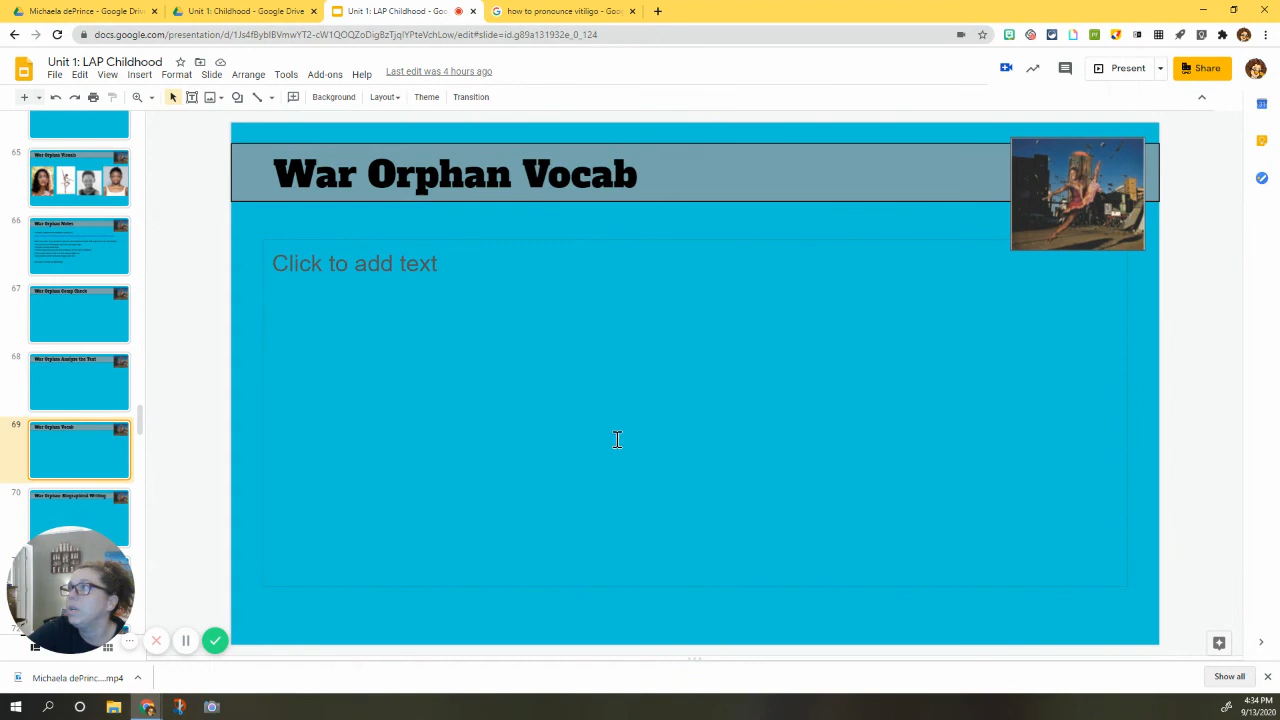 Michaela dePrince - Google Driv
Unit 1: Childhood - Google Drive
Unit 1: LAP Childhood - Goo
how to pronounce vitiligo - Goo
docs.google.com/presentation/d/1Js4fByblBVmwYT2-cW1QOQZoDigBzTjqlYPteVchLow/edit#slide=id.g89a131932e_0_124
Unit 1: LAP Childhood
File Edit View Insert Format Slide Arrange Tools Add-ons Help Last edit was 4 hours ago
Present
Share
Background Layout Theme Transition
65
War Orphan Visuals
66
War Orphan Notes
67
War Orphan Comp Check
68
War Orphan Analyze the Text
69
War Orphan Vocab
70
War Orphan Biographical Writing
War Orphan Vocab
Click to add text
Michaela dePrinc....mp4
Show all
4:34 PM
9/13/2020